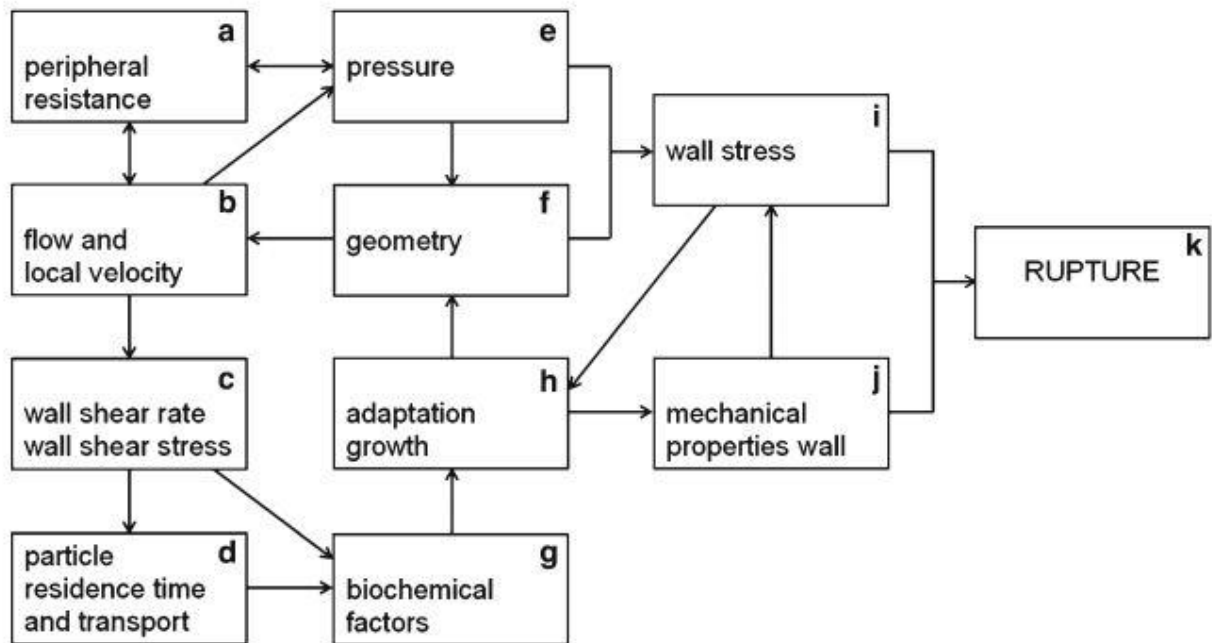 a
peripheral
resistance
e
pressure
i
wall stress
b
flow and
local velocity
f
geometry
k
RUPTURE
c
wall shear rate
wall shear stress
h
adaptation
growth
j
mechanical
properties wall
d
particle
residence time
and transport
g
biochemical
factors